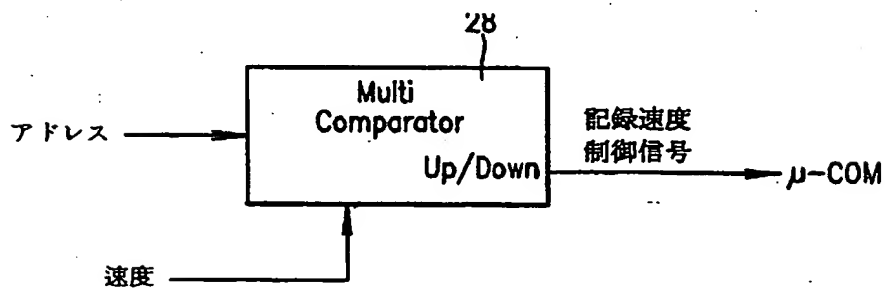 28
Multi
Comparator
アドレス
Up/Down
記録速度
制御信号
μ-COM
速度